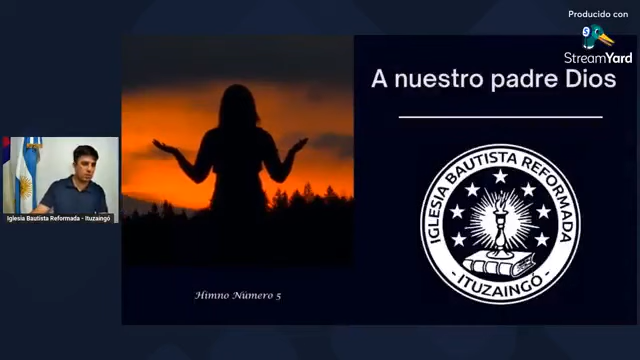 Producido con
StreamYard
A nuestro padre Dios
IGLESIA BAUTISTA REFORMADA
- ITUZAINGÓ -
Iglesia Bautista Reformada - Ituzaingó
Himno Número 5